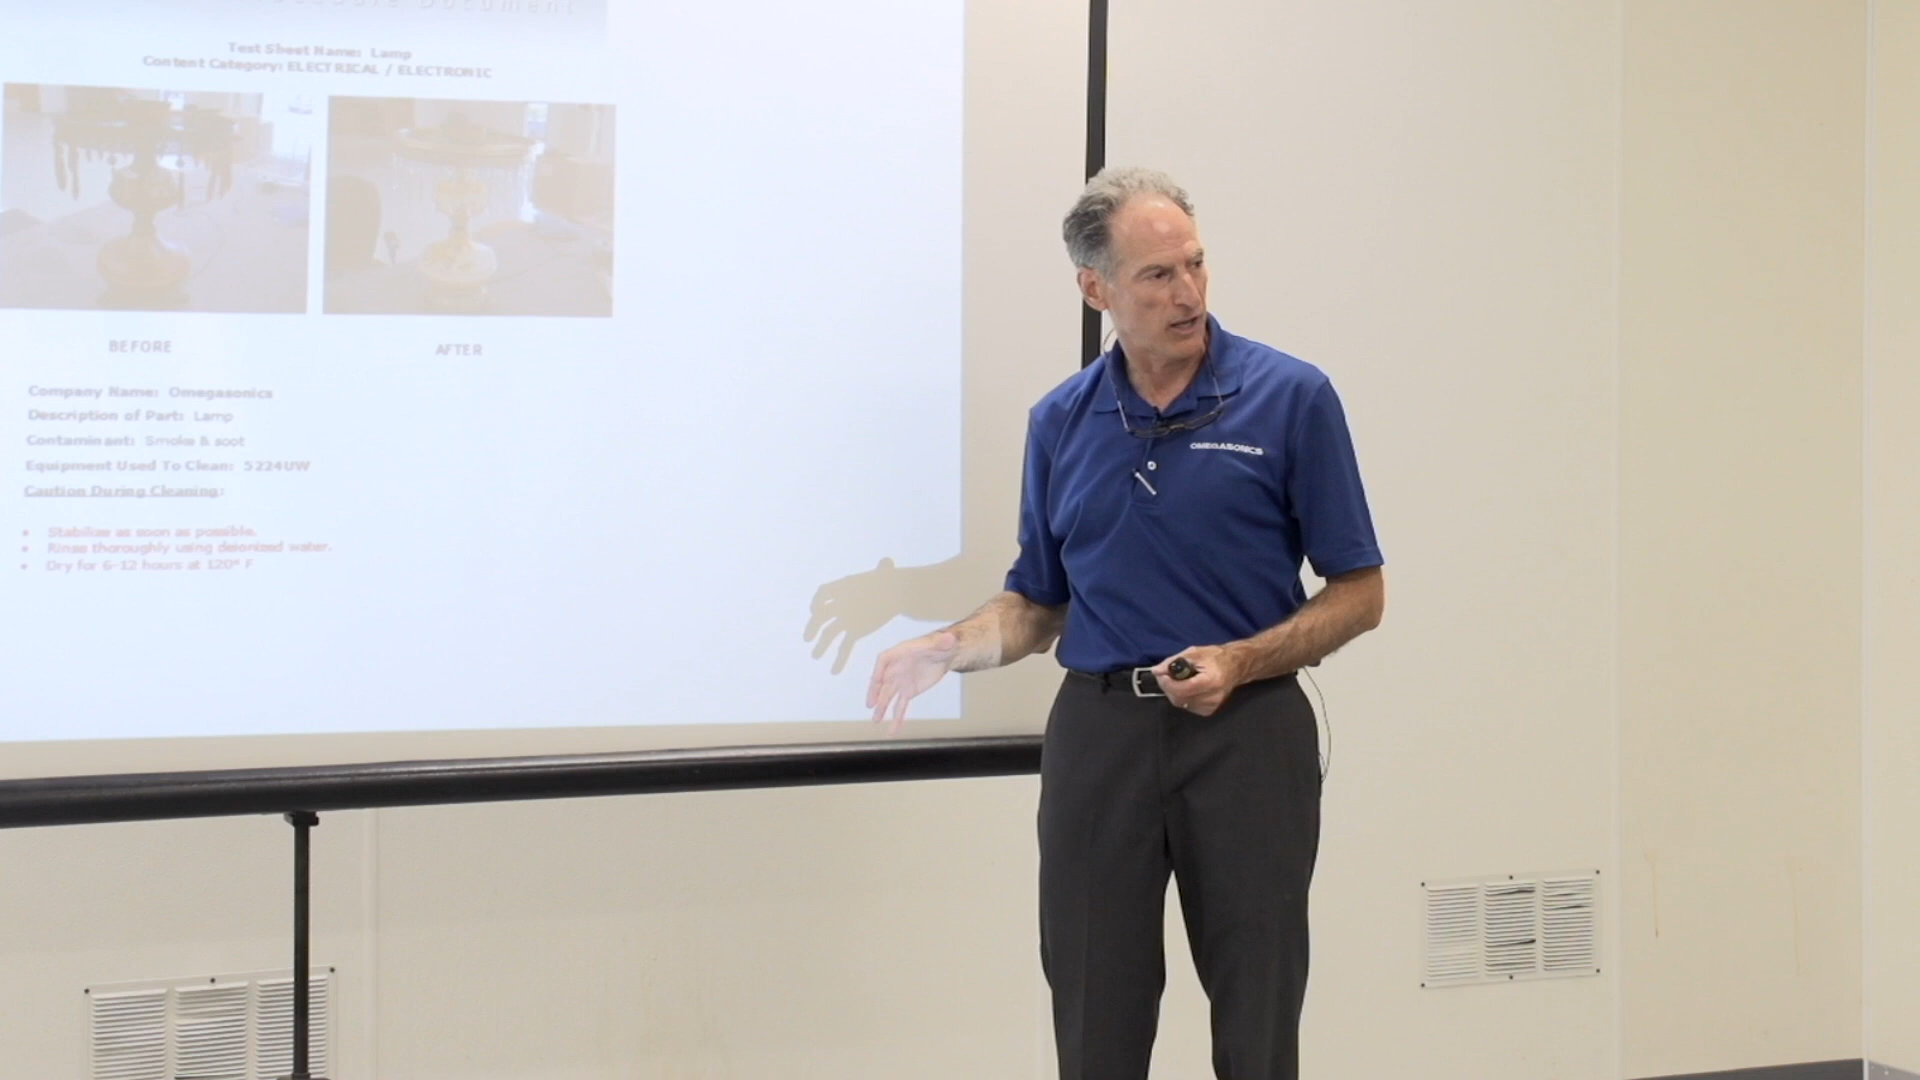 Document
Test Sheet Name: Lamp
Content Category: ELECTRICAL / ELECTRONIC
BEFORE
AFTER
Company Name: Omegasonics
Description of Part: Lamp
Contaminant: Smoke & soot
Equipment Used To Clean: 5224UW
Caution During Cleaning:
• Stabilize as soon as possible.
• Rinse thoroughly using deionized water.
• Dry for 6-12 hours at 120° F
OMEGASONICS